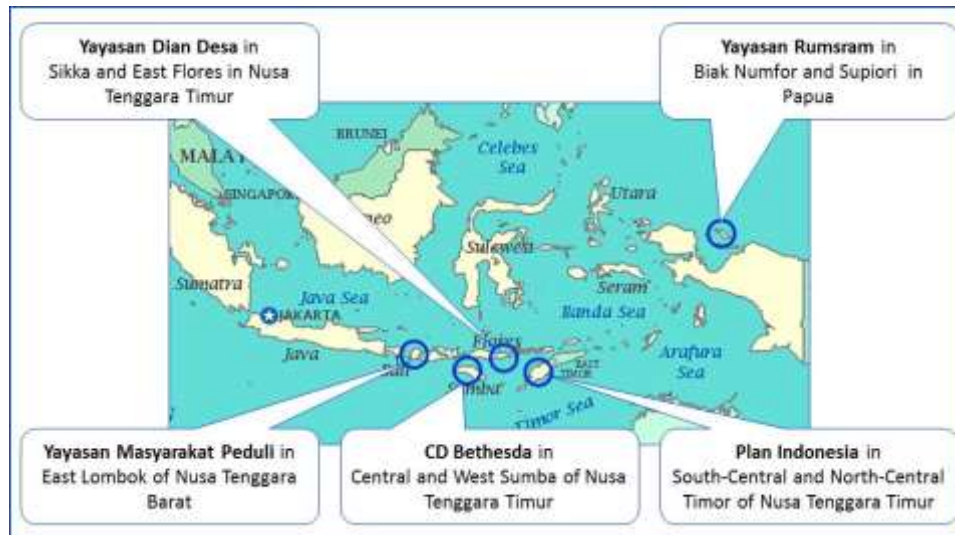 Yayasan Dian Desa in
Sikka and East Flores in Nusa
Tenggara Timur
Yayasan Rumsram in
Biak Numfor and Supiori in
Papua
BRUNEI
MALAY
SINGAPOR
Celebes
Sea
Utara
neo
Sulawesi
Sumatra
Seram
Java Sea
Banda Sea
JAKARTA
Java
Flores
Arafura
Sea
EAST
TIMOR
Bali
Sumba
Timor Sea
Yayasan Masyarakat Peduli in
East Lombok of Nusa Tenggara
Barat
CD Bethesda in
Central and West Sumba of Nusa
Tenggara Timur
Plan Indonesia in
South-Central and North-Central
Timor of Nusa Tenggara Timur